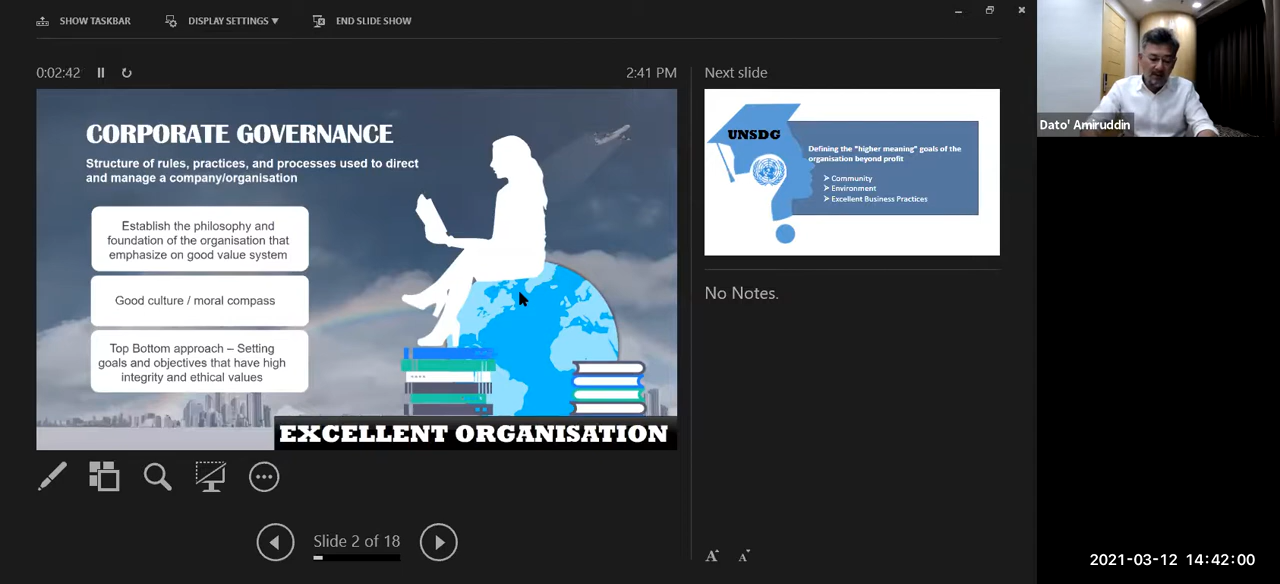 SHOW TASKBAR
DISPLAY SETTINGS ▼
END SLIDE SHOW
0:02:42
2:41 PM
CORPORATE GOVERNANCE
Structure of rules, practices, and processes used to direct
and manage a company/organisation
Establish the philosophy and
foundation of the organisation that
emphasize on good value system
Good culture / moral compass
Top Bottom approach – Setting
goals and objectives that have high
integrity and ethical values
EXCELLENT ORGANISATION
Slide 2 of 18
Next slide
UNSDG
Defining the "higher meaning" goals of the
organisation beyond profit
➢ Community
➢ Environment
➢ Excellent Business Practices
No Notes.
A A
Dato' Amiruddin
2021-03-12 14:42:00